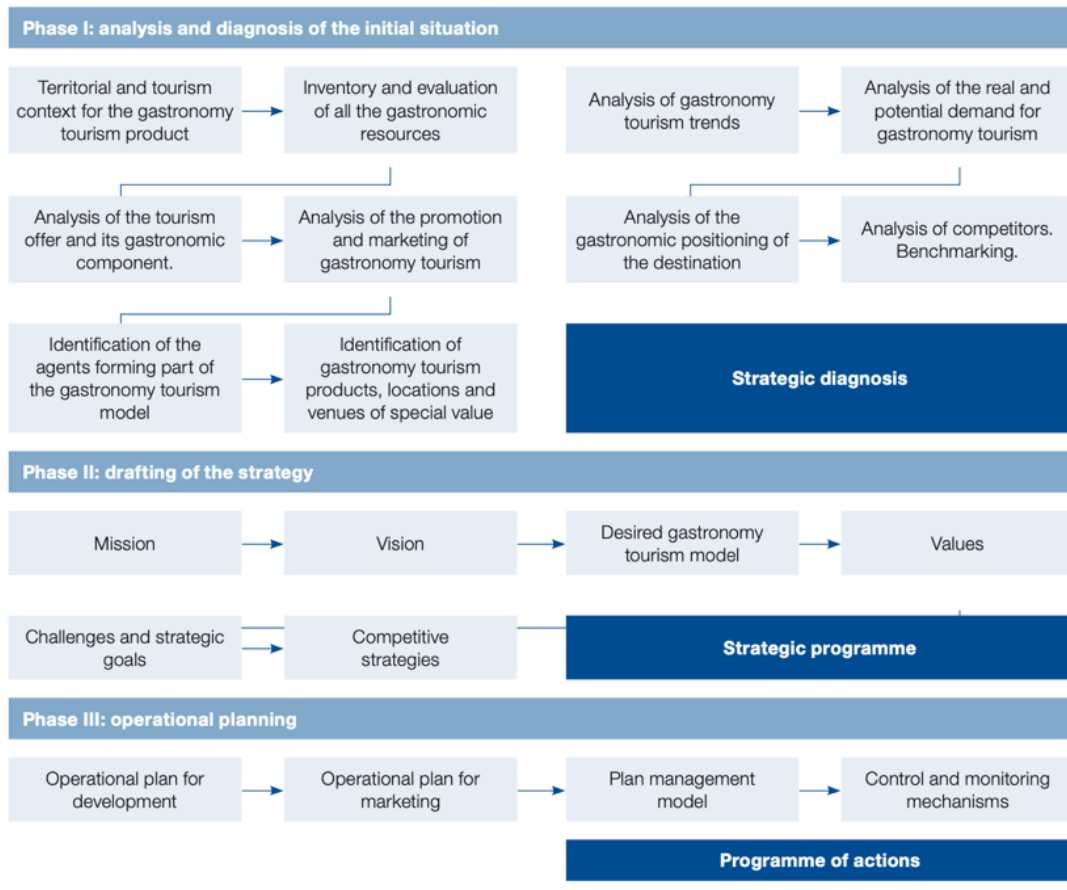 Phase I: analysis and diagnosis of the initial situation
Territorial and tourism
context for the gastronomy
tourism product
Inventory and evaluation
of all the gastronomic
resources
Analysis of gastronomy
tourism trends
Analysis of the real and
potential demand for
gastronomy tourism
Analysis of the tourism
offer and its gastronomic
component.
Analysis of the promotion
and marketing of
gastronomy tourism
Analysis of the
gastronomic positioning of
the destination
Analysis of competitors.
Benchmarking.
Identification of the
agents forming part of
the gastronomy tourism
model
Identification of
gastronomy tourism
products, locations and
venues of special value
Strategic diagnosis
Phase II: drafting of the strategy
Mission
Vision
Desired gastronomy
tourism model
Values
Challenges and strategic
goals
Competitive
strategies
Strategic programme
Phase III: operational planning
Operational plan for
development
Operational plan for
marketing
Plan management
model
Control and monitoring
mechanisms
Programme of actions